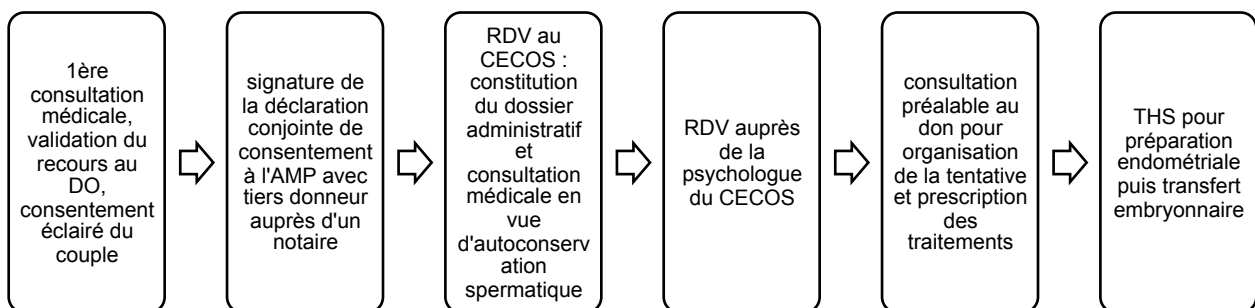 1ère
consultation
médicale,
validation du
recours au
DO,
consentement
éclairé du
couple
signature de
la déclaration
conjointe de
consentement
à l'AMP avec
tiers donneur
auprès d'un
notaire
RDV au
CECOS :
constitution
du dossier
administratif
et
consultation
médicale en
vue
d'autoconserv
ation
spermatique
RDV auprès
de la
psychologue
du CECOS
consultation
préalable au
don pour
organisation
de la tentative
et prescription
des
traitements
THS pour
préparation
endométriale
puis transfert
embryonnaire